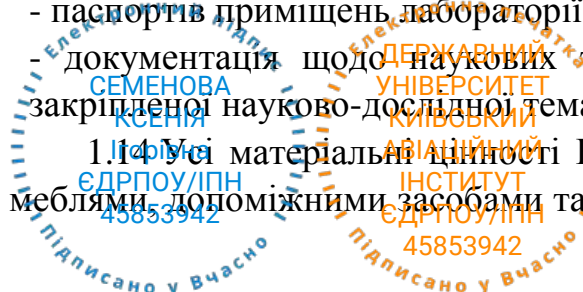 - паспортів приміщень лабораторії
- документація щодо наукових
закріпленої науково-дослідної тема
1.14 Усі матеріальні цінності
меблями, допоміжними засобами та
Електронний підпис
СЕМЕНОВА
КСЕНІЯ
Ігорівна
ЄДРПОУ/ІПН
45853942
Підписано у Вчасно
Електронна печатка
ДЕРЖАВНИЙ
УНІВЕРСИТЕТ
КИЇВСЬКИЙ
АВІАЦІЙНИЙ
ІНСТИТУТ
ЄДРПОУ/ІПН
45853942
Підписано у Вчасно